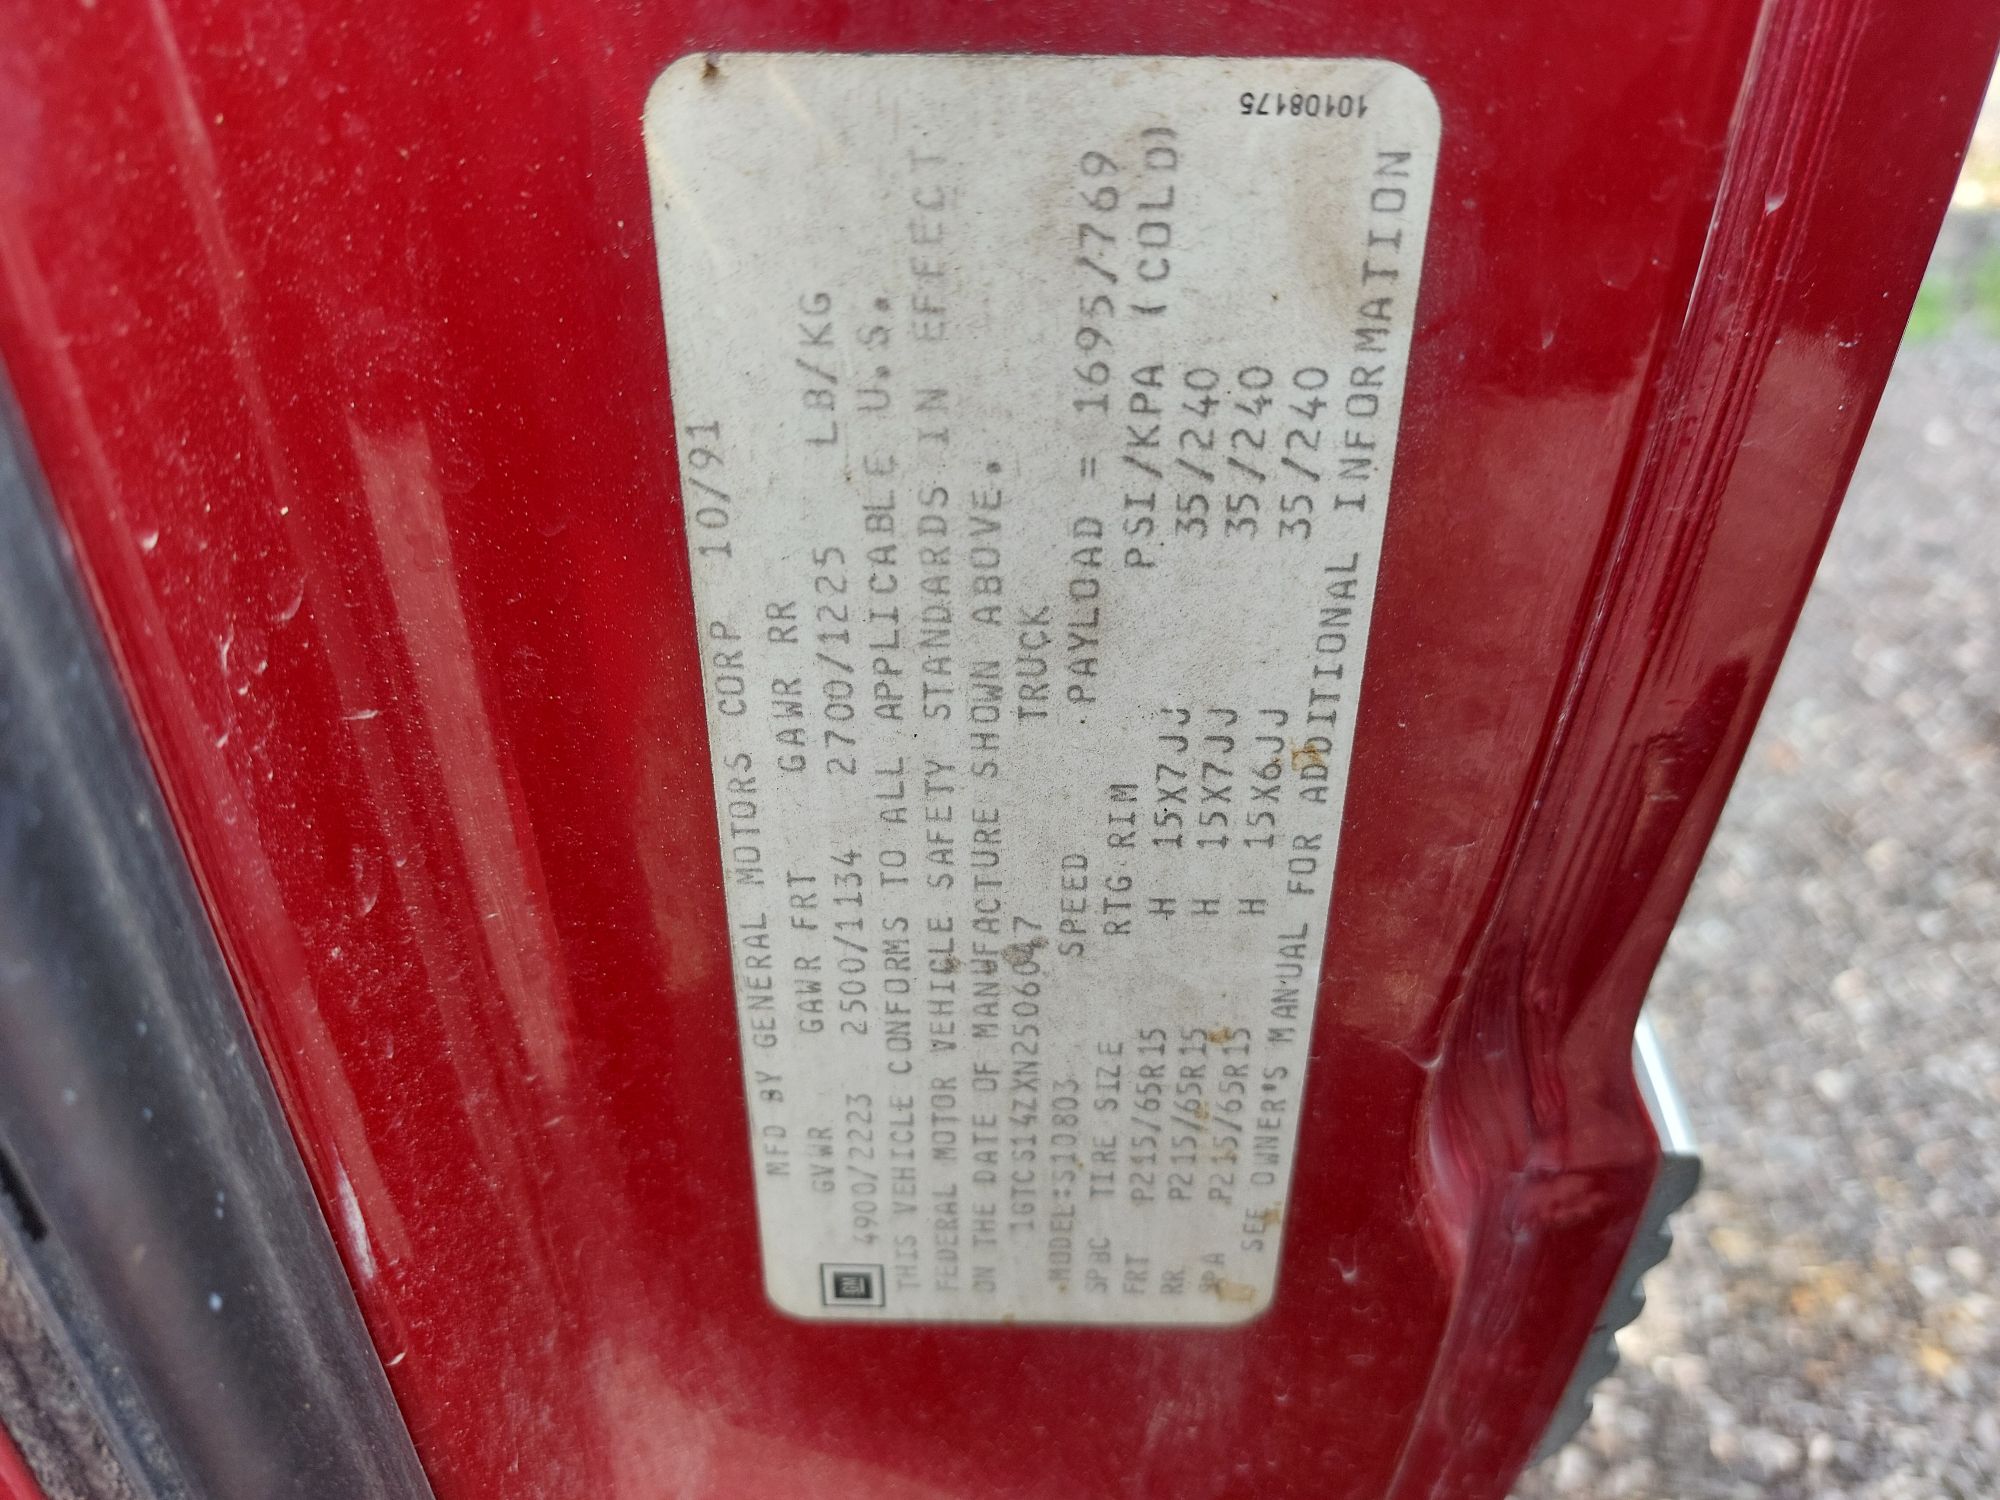 MFD BY GENERAL MOTORS CORP 10/91
GVWR GAWR FRT GAWR RR
4900/2223 2500/1134 2700/1225 LB/KG
GM
THIS VEHICLE CONFORMS TO ALL APPLICABLE U.S.
FEDERAL MOTOR VEHICLE SAFETY STANDARDS IN EFFECT
ON THE DATE OF MANUFACTURE SHOWN ABOVE.
1GTCS14ZXN2506047 TRUCK
MODEL:S10803 PAYLOAD = 1695/769
SPEED
SPBC TIRE SIZE RTG RIM PSI/KPA (COLD)
FRT P215/65R15 H 15X7JJ 35/240
RR P215/65R15 H 15X7JJ 35/240
SPA P215/65R15 H 15X6JJ 35/240
SEE OWNER'S MANUAL FOR ADDITIONAL INFORMATION
10108175